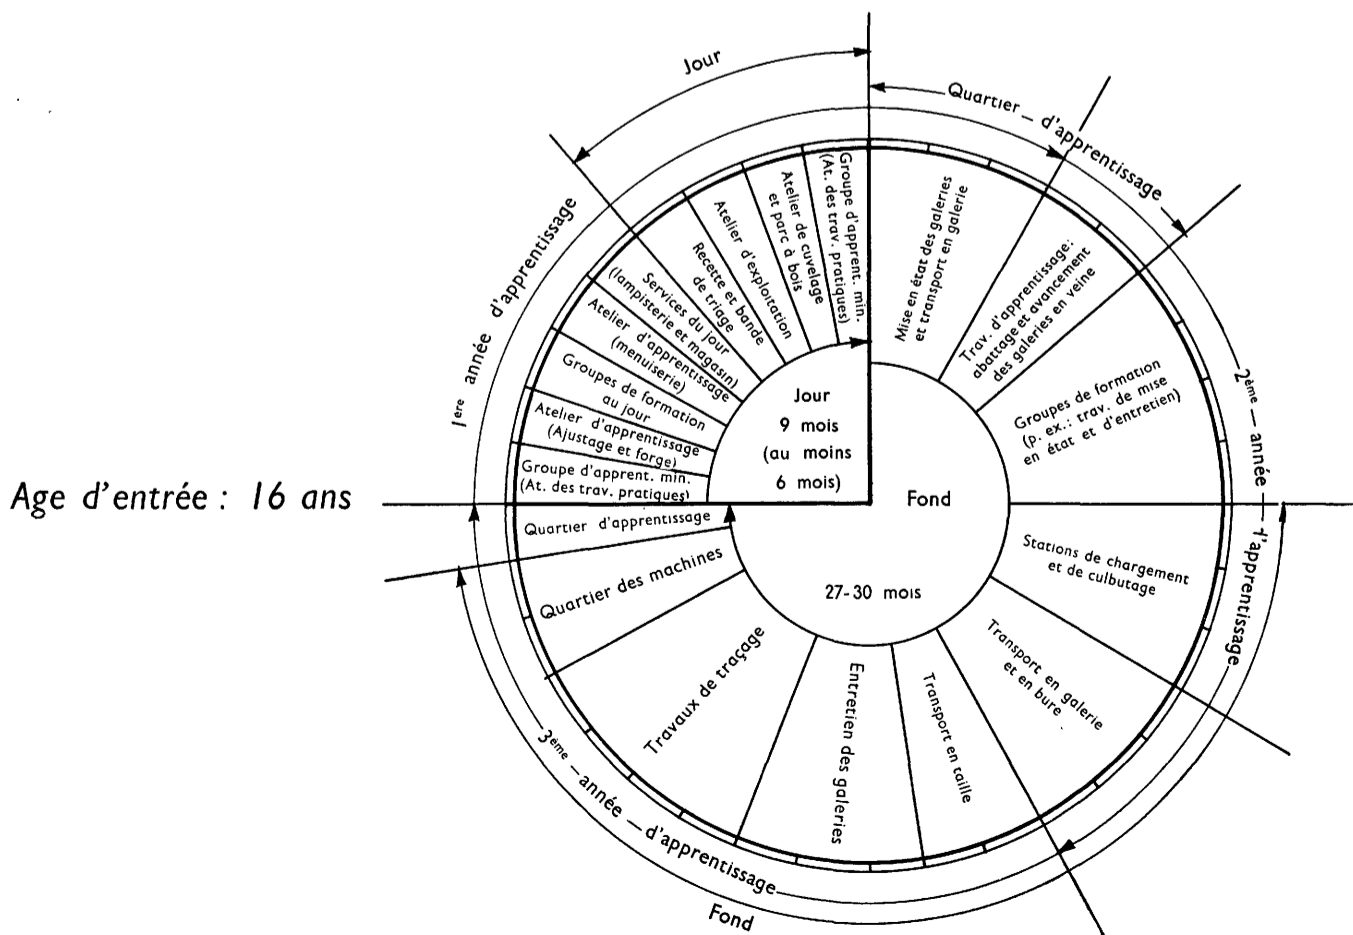 Age d'entrée : 16 ans
Jour
Quartier d'apprentissage
1ère année d'apprentissage
2ème année d'apprentissage
3ème année d'apprentissage
Fond
Groupe d'apprent. min.
(At. des trav. pratiques)
Atelier d'apprentissage
(Ajustage et forge)
Groupes de formation
au jour
Atelier d'apprentissage
(menuiserie)
Services du jour
(lampisterie et magasin)
Recette et bande
de triage
Atelier d'exploitation
Atelier de cuvelage
et parc à bois
Groupe d'apprent. min.
(At. des trav. pratiques)
Mise en état des galeries
et transport en galerie
Trav. d'apprentissage:
abattage et avancement
des galeries en veine
Groupes de formation
(p. ex.: trav. de mise
en état et d'entretien)
Stations de chargement
et de culbutage
Transport en galerie
et en bure
Transport en taille
Entretien des galeries
Travaux de traçage
Quartier des machines
Quartier d'apprentissage
Jour
9 mois
(au moins
6 mois)
Fond
27-30 mois